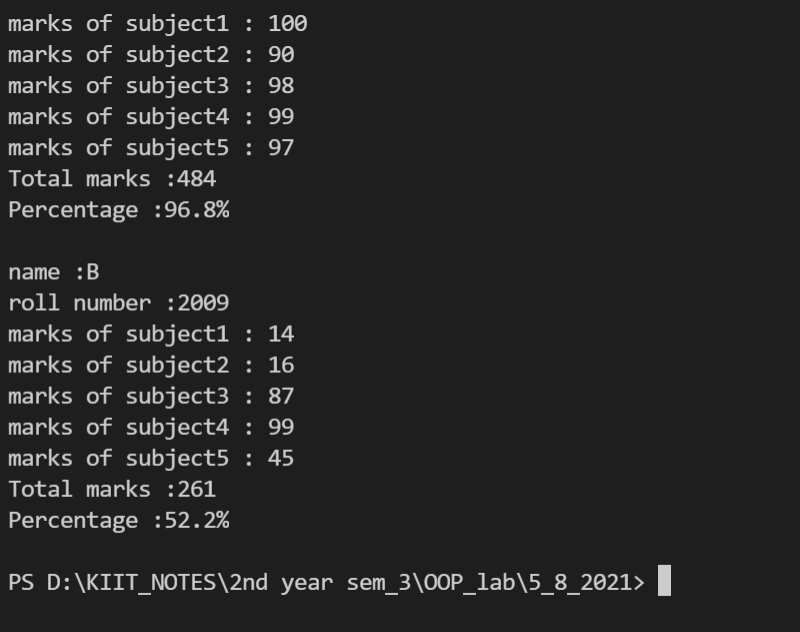 marks of subject1 : 100
marks of subject2 : 90
marks of subject3 : 98
marks of subject4 : 99
marks of subject5 : 97
Total marks :484
Percentage :96.8%
name :B
roll number :2009
marks of subject1 : 14
marks of subject2 : 16
marks of subject3 : 87
marks of subject4 : 99
marks of subject5 : 45
Total marks :261
Percentage :52.2%
PS D:\KIIT_NOTES\2nd year sem_3\OOP_lab\5_8_2021>